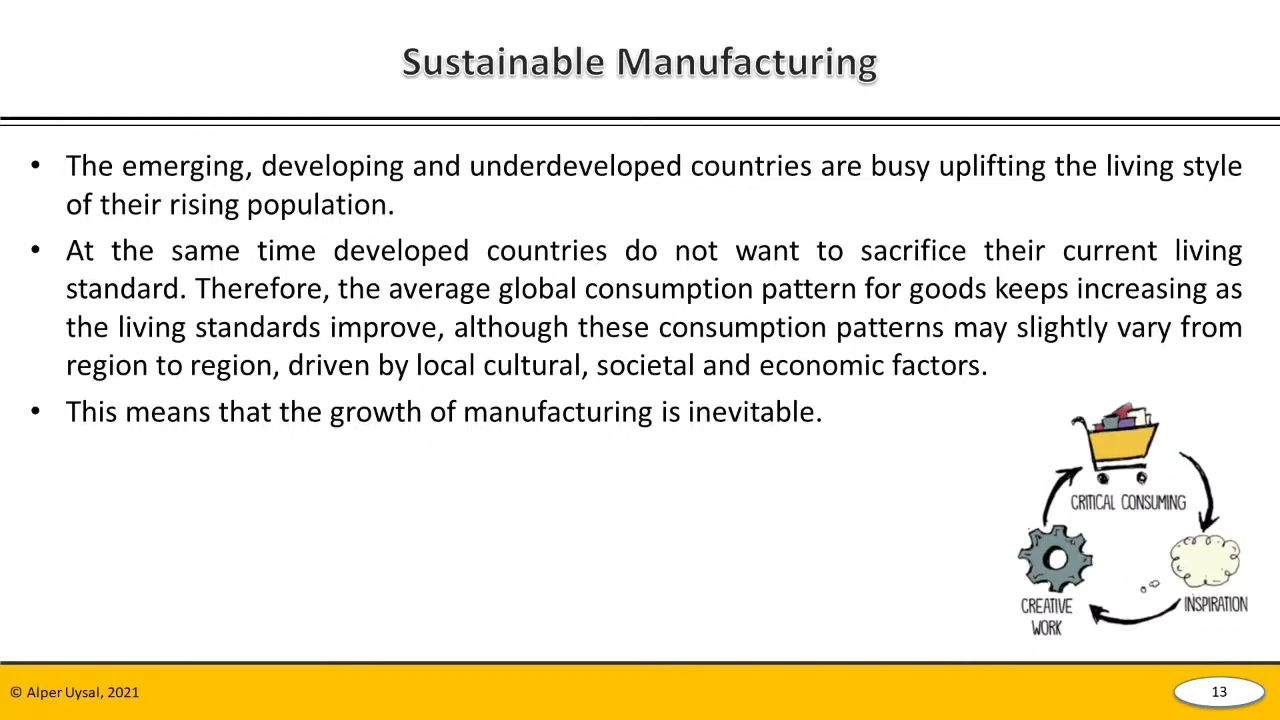 Sustainable Manufacturing
• The emerging, developing and underdeveloped countries are busy uplifting the living style
of their rising population.
• At the same time developed countries do not want to sacrifice their current living
standard. Therefore, the average global consumption pattern for goods keeps increasing as
the living standards improve, although these consumption patterns may slightly vary from
region to region, driven by local cultural, societal and economic factors.
• This means that the growth of manufacturing is inevitable.
CRITICAL CONSUMING
CREATIVE
WORK
INSPIRATION
© Alper Uysal, 2021
13